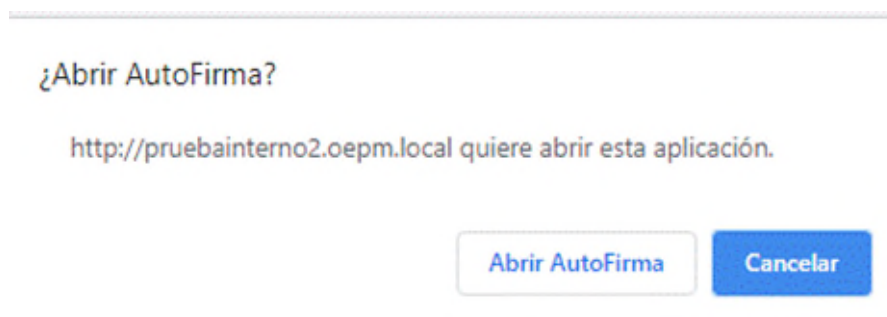 ¿Abrir AutoFirma?
http://pruebainterno2.oepm.local quiere abrir esta aplicación.
Abrir AutoFirma Cancelar